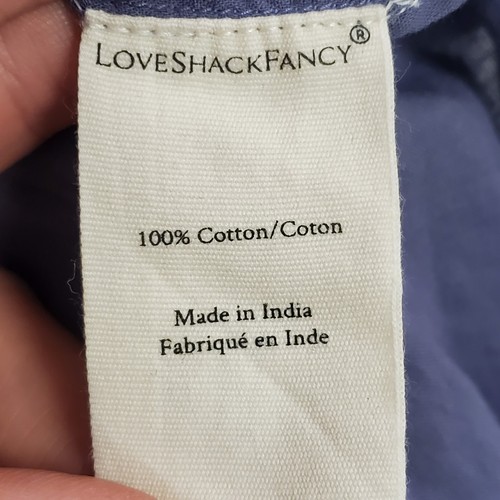 LOVESHACKFANCY®
100% Cotton/Coton
Made in India
Fabriqué en Inde